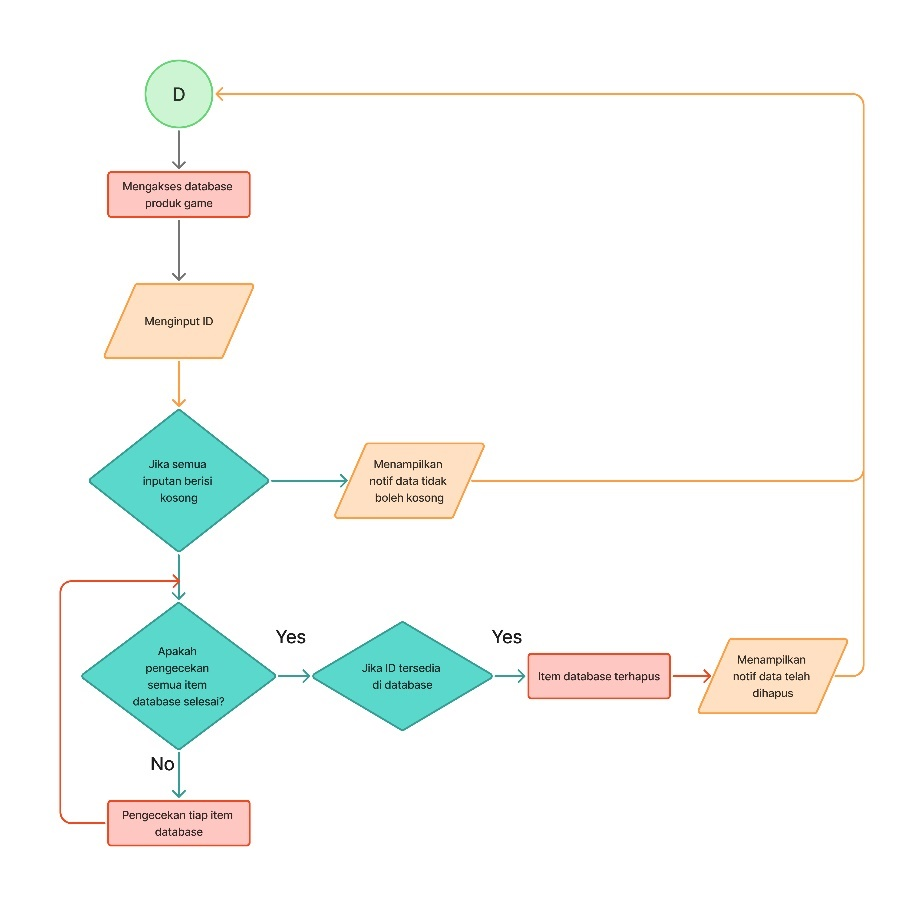 D
Mengakses database
produk game
Menginput ID
Jika semua
inputan berisi
kosong
Menampilkan
notif data tidak
boleh kosong
Apakah
pengecekan
semua item
database selesai?
Yes
Jika ID tersedia
di database
Yes
Item database terhapus
Menampilkan
notif data telah
dihapus
No
Pengecekan tiap item
database